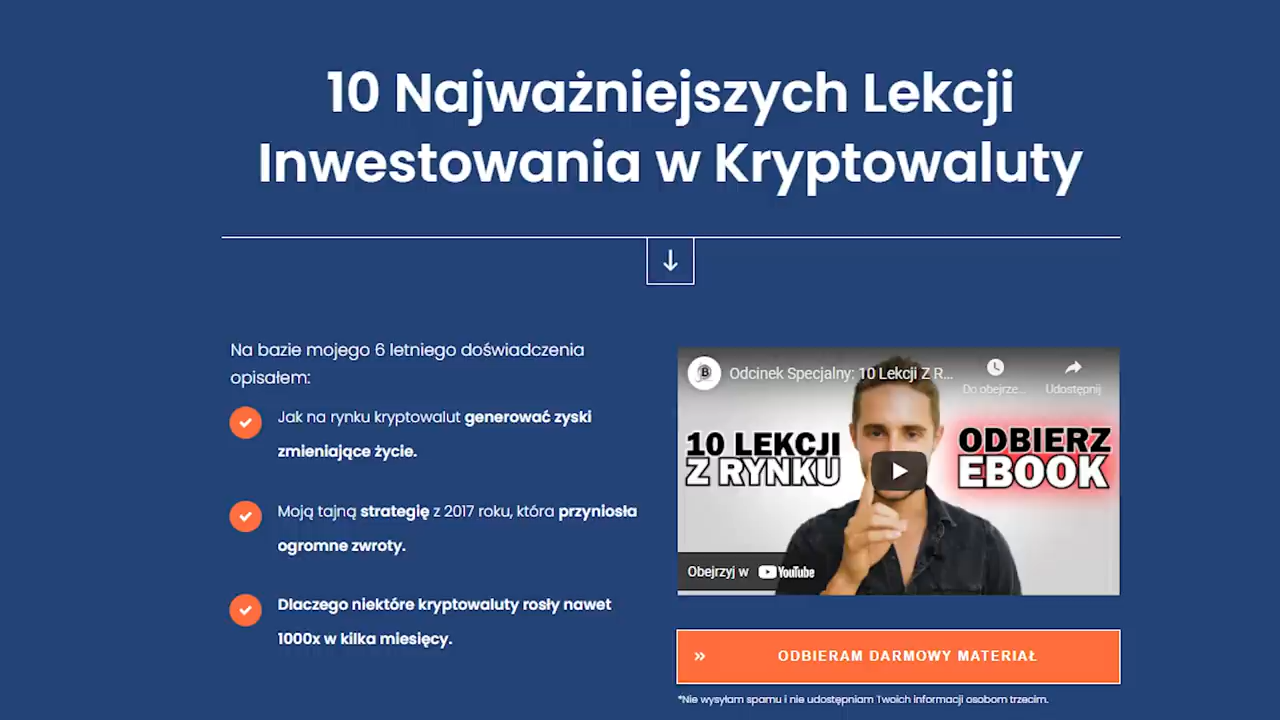 10 Najważniejszych Lekcji
Inwestowania w Kryptowaluty
Na bazie mojego 6 letniego doświadczenia
opisałem:
Jak na rynku kryptowalut generować zyski
zmieniające życie.
Moją tajną strategię z 2017 roku, która przyniosła
ogromne zwroty.
Dlaczego niektóre kryptowaluty rosły nawet
1000x w kilka miesięcy.
Odcinek Specjalny: 10 Lekcji Z R...
Do obejrze...
Udostępnij
10 LEKCJI
Z RYNKU
ODBIERZ
EBOOK
Obejrzyj w YouTube
» ODBIERAM DARMOWY MATERIAŁ
*Nie wysyłam spamu i nie udostępniam Twoich informacji osobom trzecim.